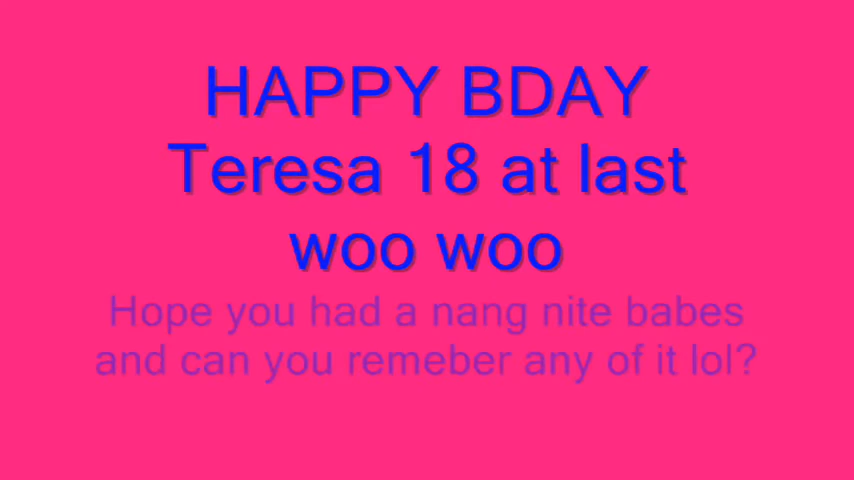 HAPPY BDAY
Teresa 18 at last
woo woo
Hope you had a nang nite babes
and can you remeber any of it lol?